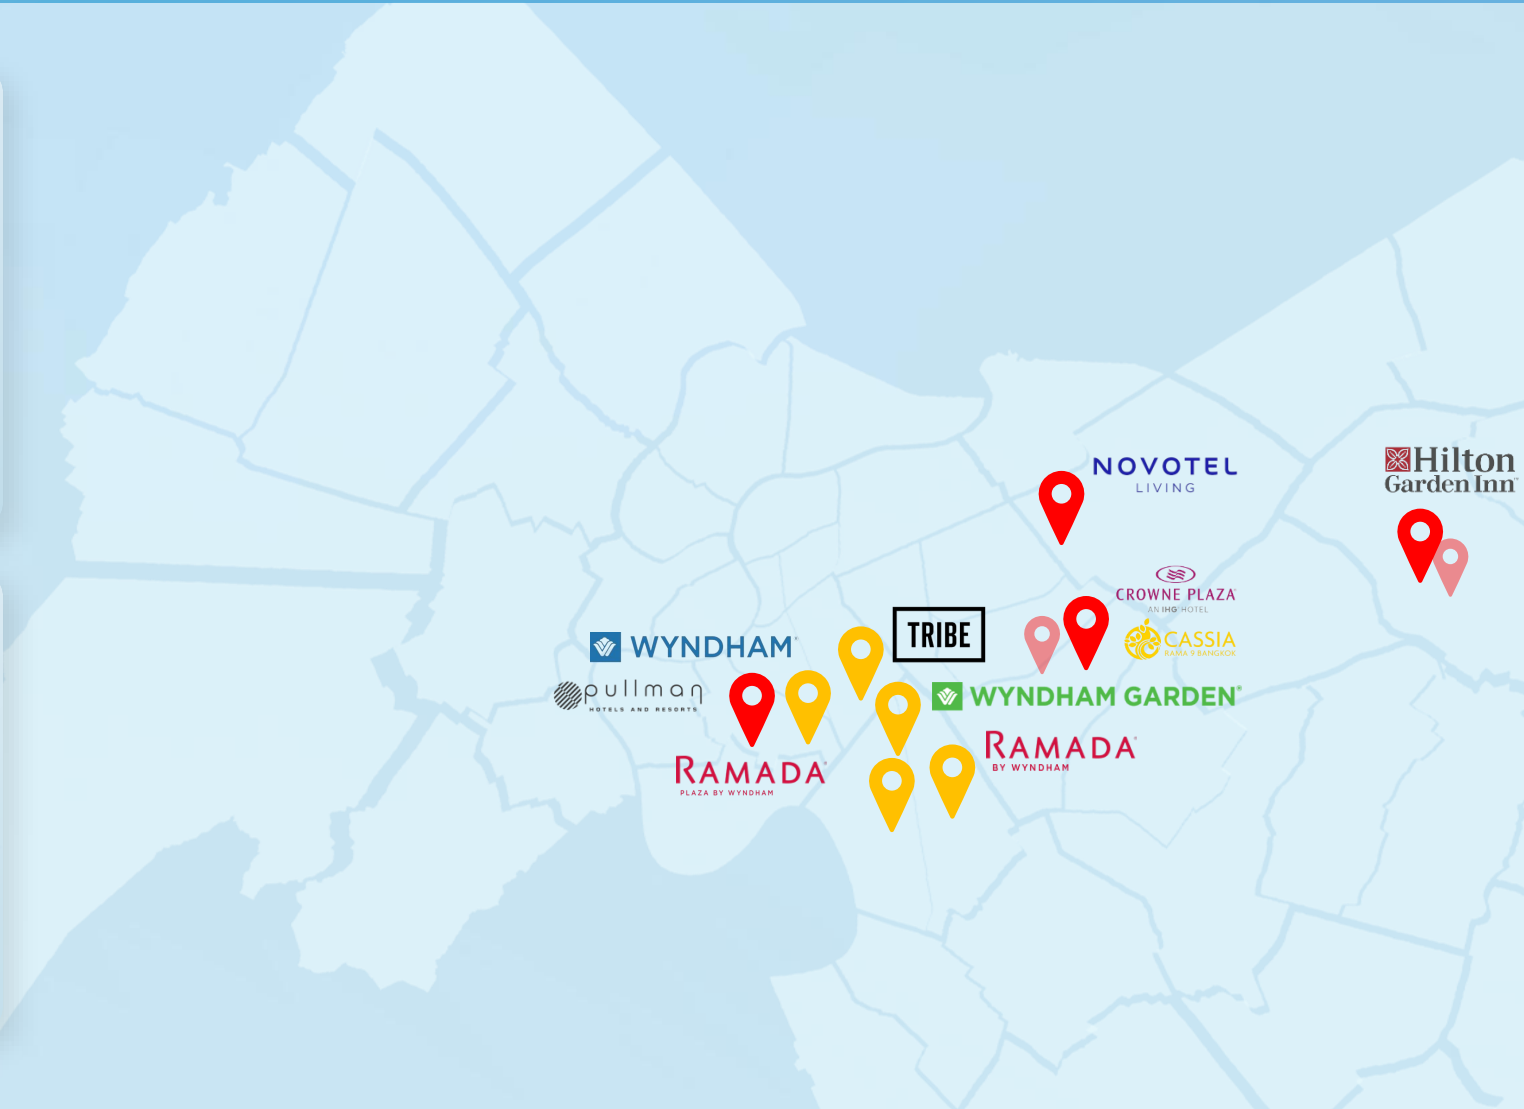 NOVOTEL
LIVING
Hilton
Garden Inn™
CROWNE PLAZA®
AN IHG® HOTEL
CASSIA
RAMA 9 BANGKOK
TRIBE
WYNDHAM®
pullman
HOTELS AND RESORTS
WYNDHAM GARDEN®
RAMADA®
BY WYNDHAM
RAMADA®
PLAZA BY WYNDHAM